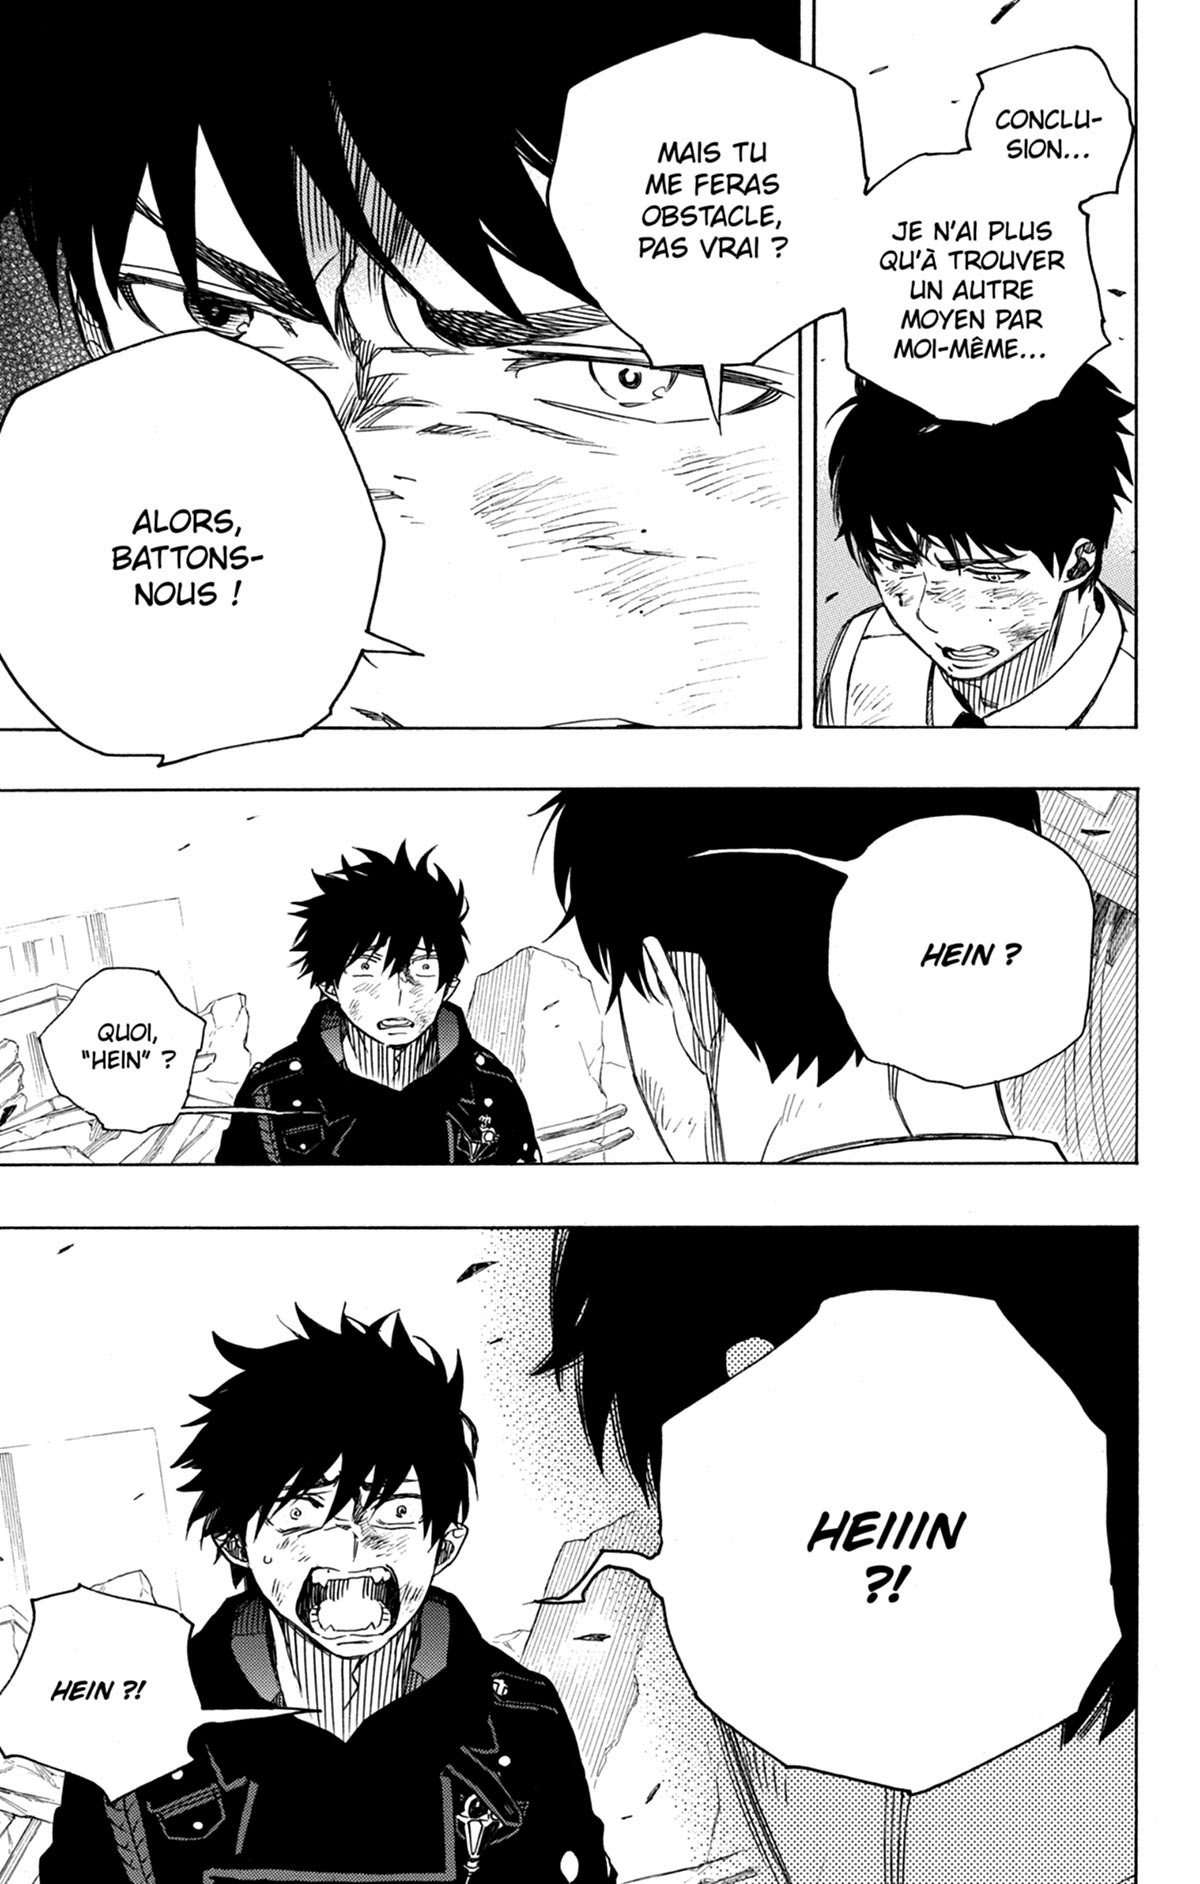 CONCLU-
SION...
JE N'AI PLUS
QU'À TROUVER
UN AUTRE
MOYEN PAR
MOI-MÊME...
MAIS TU
ME FERAS
OBSTACLE,
PAS VRAI ?
ALORS,
BATTONS-
NOUS !
HEIN ?
QUOI,
"HEIN" ?
HEIIIN
?!
HEIN ?!